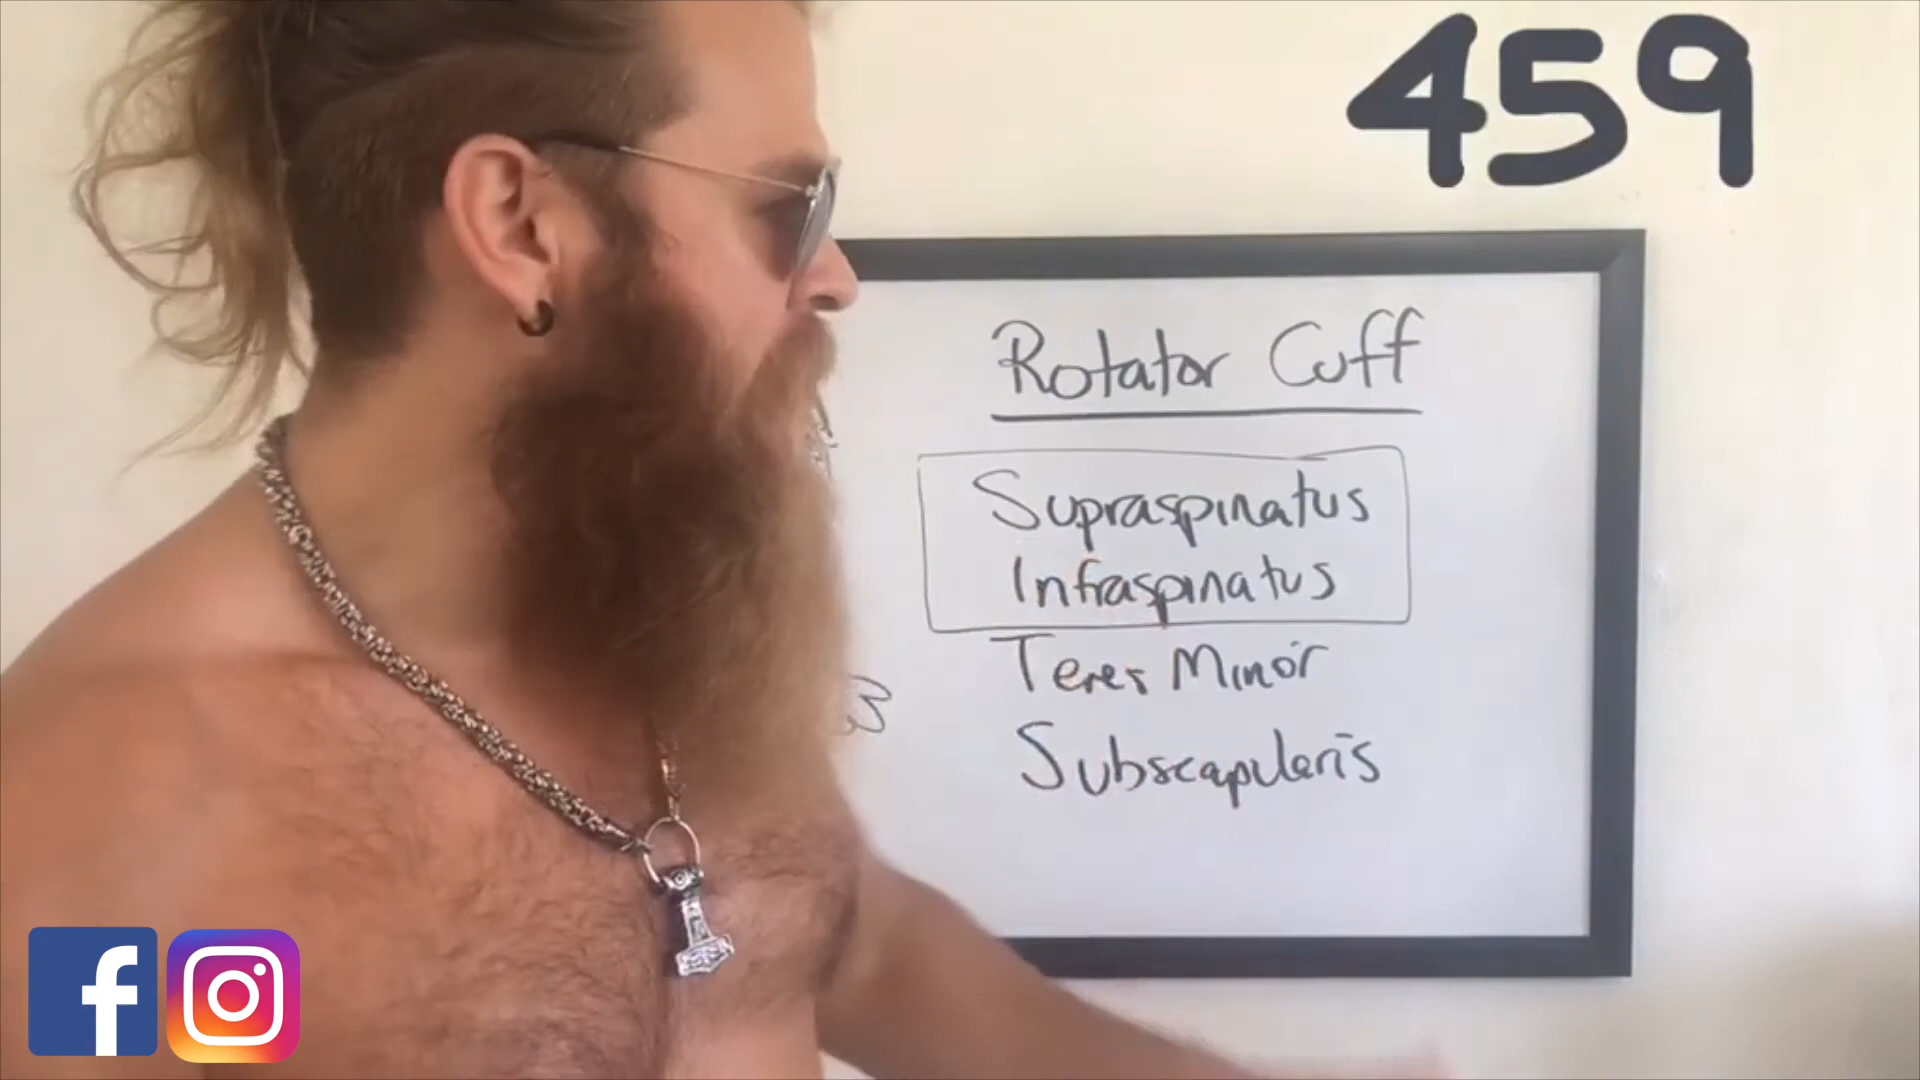 459
Rotator Cuff
Supraspinatus
Infraspinatus
Teres Minor
Subscapularis